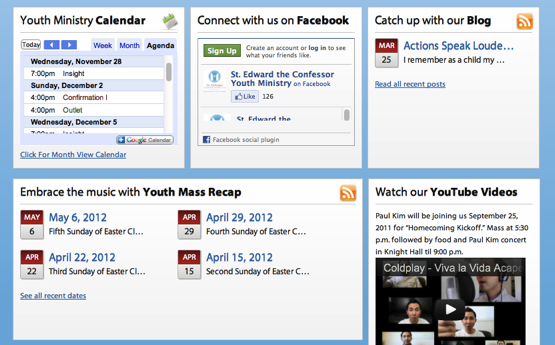 Youth Ministry Calendar
Today
Week Month Agenda
Wednesday, November 28
7:00pm Insight
Sunday, December 2
4:00pm Confirmation I
4:00pm Outlet
Wednesday, December 5
Google Calendar
Click For Month View Calendar
Connect with us on Facebook
Sign Up
Create an account or log in to see
what your friends like.
St. Edward the Confessor
Youth Ministry on Facebook
Like 126
St. Edward the
Facebook social plugin
Catch up with our Blog
MAR
25
Actions Speak Loude…
I remember as a child my …
Read all recent posts
Embrace the music with Youth Mass Recap
MAY
6
May 6, 2012
Fifth Sunday of Easter Cl…
APR
29
April 29, 2012
Fourth Sunday of Easter C…
APR
22
April 22, 2012
Third Sunday of Easter Cl…
APR
15
April 15, 2012
Second Sunday of Easter C…
See all recent dates
Watch our YouTube Videos
Paul Kim will be joining us September 25,
2011 for "Homecoming Kickoff." Mass at 5:30
p.m. followed by food and Paul Kim concert
in Knight Hall til 9:00 p.m.
Coldplay - Viva la Vida Acape